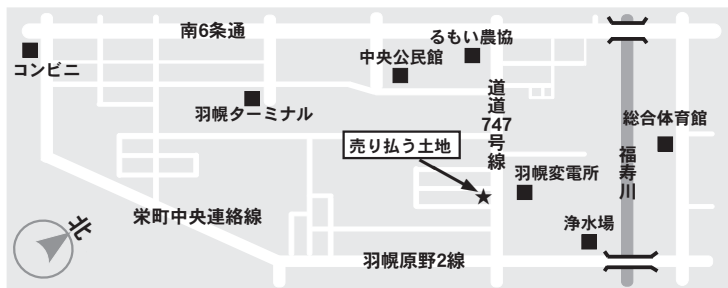 南6条通
るもい農協
コンビニ
中央公民館
道道747号線
羽幌ターミナル
総合体育館
売り払う土地
羽幌変電所
福寿川
栄町中央連絡線
北
浄水場
羽幌原野2線